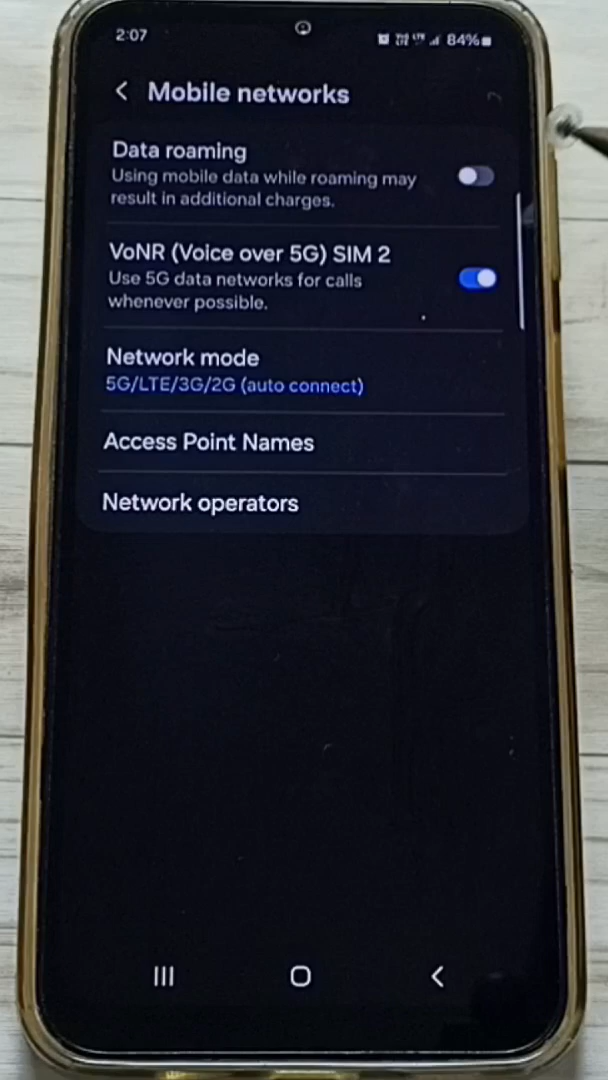 2:07
84%
Mobile networks
Data roaming
Using mobile data while roaming may
result in additional charges.
VoNR (Voice over 5G) SIM 2
Use 5G data networks for calls
whenever possible.
Network mode
5G/LTE/3G/2G (auto connect)
Access Point Names
Network operators